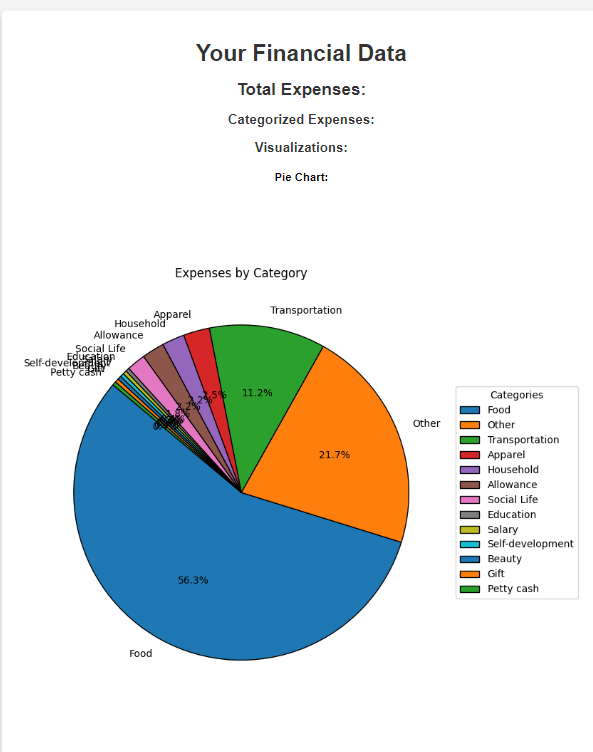 Your Financial Data
Total Expenses:
Categorized Expenses:
Visualizations:
Pie Chart:
Expenses by Category
Transportation
Apparel
Household
Allowance
Social Life
Education
Self-development
Petty cash
Other
Food
11.2%
2.5%
2.2%
2.2%
21.7%
56.3%
Categories
Food
Other
Transportation
Apparel
Household
Allowance
Social Life
Education
Salary
Self-development
Beauty
Gift
Petty cash